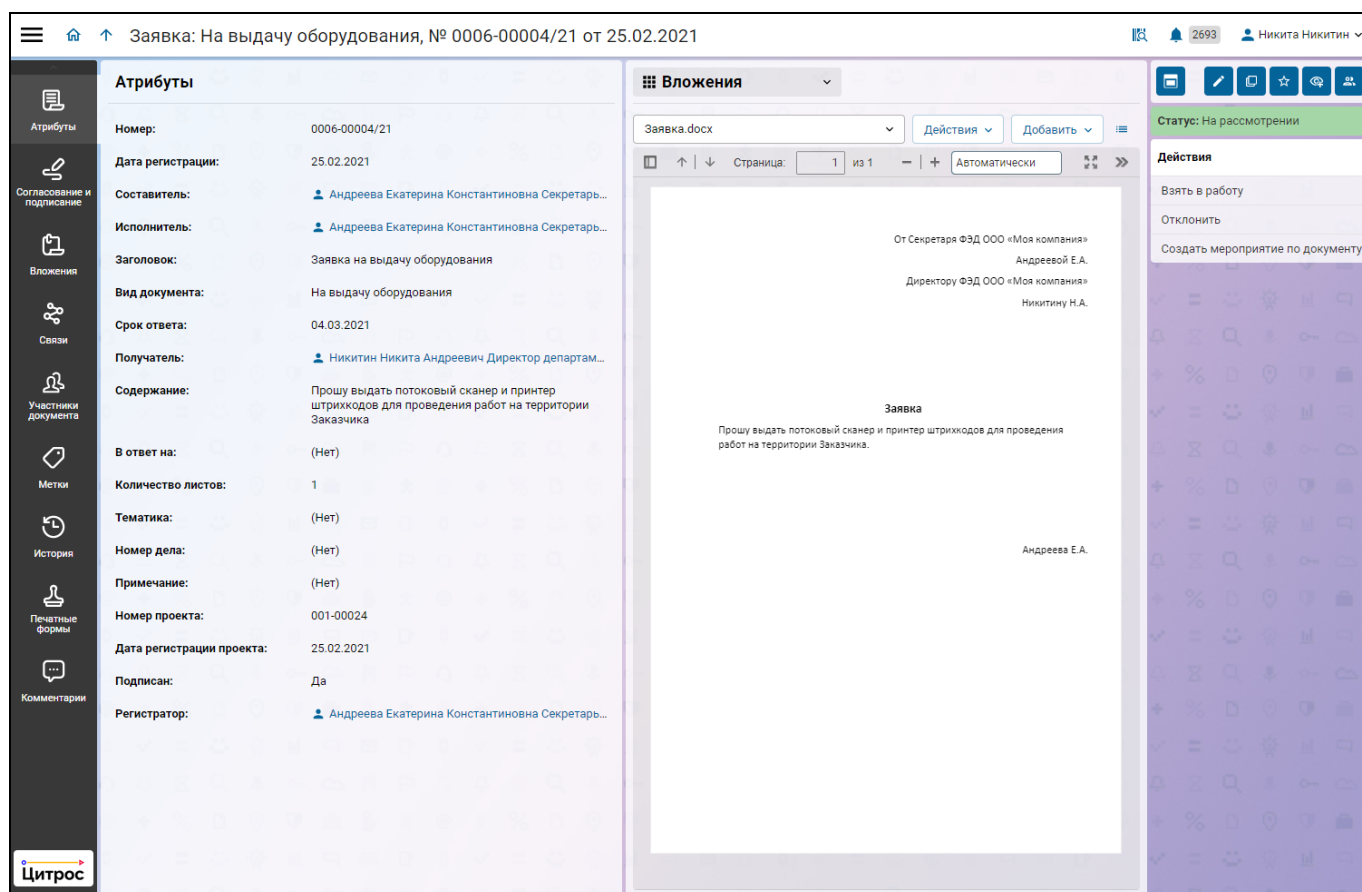 Заявка: На выдачу оборудования, № 0006-00004/21 от 25.02.2021
2693
Никита Никитин
Атрибуты
Согласование и
подписание
Вложения
Связи
Участники
документа
Метки
История
Печатные
формы
Комментарии
Цитрос
Атрибуты
Номер: 0006-00004/21
Дата регистрации: 25.02.2021
Составитель: Андреева Екатерина Константиновна Секретарь...
Исполнитель: Андреева Екатерина Константиновна Секретарь...
Заголовок: Заявка на выдачу оборудования
Вид документа: На выдачу оборудования
Срок ответа: 04.03.2021
Получатель: Никитин Никита Андреевич Директор департам...
Содержание: Прошу выдать потоковый сканер и принтер
штрихкодов для проведения работ на территории
Заказчика
В ответ на: (Нет)
Количество листов: 1
Тематика: (Нет)
Номер дела: (Нет)
Примечание: (Нет)
Номер проекта: 001-00024
Дата регистрации проекта: 25.02.2021
Подписан: Да
Регистратор: Андреева Екатерина Константиновна Секретарь...
Вложения
Заявка.docx Действия Добавить
Страница: 1 из 1 Автоматически
От Секретаря ФЭД ООО «Моя компания»
Андреевой Е.А.
Директору ФЭД ООО «Моя компания»
Никитину Н.А.
Заявка
Прошу выдать потоковый сканер и принтер штрихкодов для проведения
работ на территории Заказчика.
Андреева Е.А.
Статус: На рассмотрении
Действия
Взять в работу
Отклонить
Создать мероприятие по документу